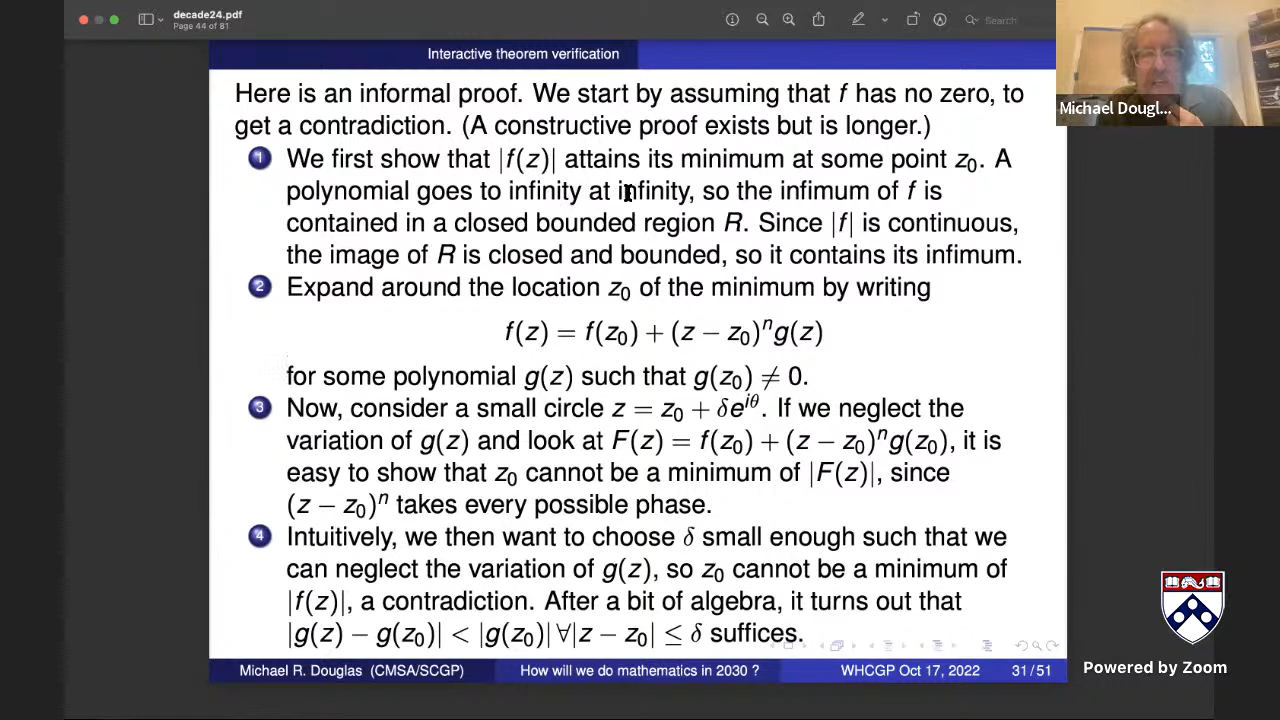 decade24.pdf
Page 44 of 81
Search
Interactive theorem verification
Here is an informal proof. We start by assuming that f has no zero, to
get a contradiction. (A constructive proof exists but is longer.)
1 We first show that |f(z)| attains its minimum at some point z₀. A
polynomial goes to infinity at infinity, so the infimum of f is
contained in a closed bounded region R. Since |f| is continuous,
the image of R is closed and bounded, so it contains its infimum.
2 Expand around the location z₀ of the minimum by writing
f(z) = f(z₀) + (z − z₀)ⁿg(z)
for some polynomial g(z) such that g(z₀) ≠ 0.
3 Now, consider a small circle z = z₀ + δe^{iθ}. If we neglect the
variation of g(z) and look at F(z) = f(z₀) + (z − z₀)ⁿg(z₀), it is
easy to show that z₀ cannot be a minimum of |F(z)|, since
(z − z₀)ⁿ takes every possible phase.
4 Intuitively, we then want to choose δ small enough such that we
can neglect the variation of g(z), so z₀ cannot be a minimum of
|f(z)|, a contradiction. After a bit of algebra, it turns out that
|g(z) − g(z₀)| < |g(z₀)| ∀|z − z₀| ≤ δ suffices.
Michael R. Douglas (CMSA/SCGP) How will we do mathematics in 2030 ? WHCGP Oct 17, 2022 31/51
Michael Dougl...
Powered by Zoom